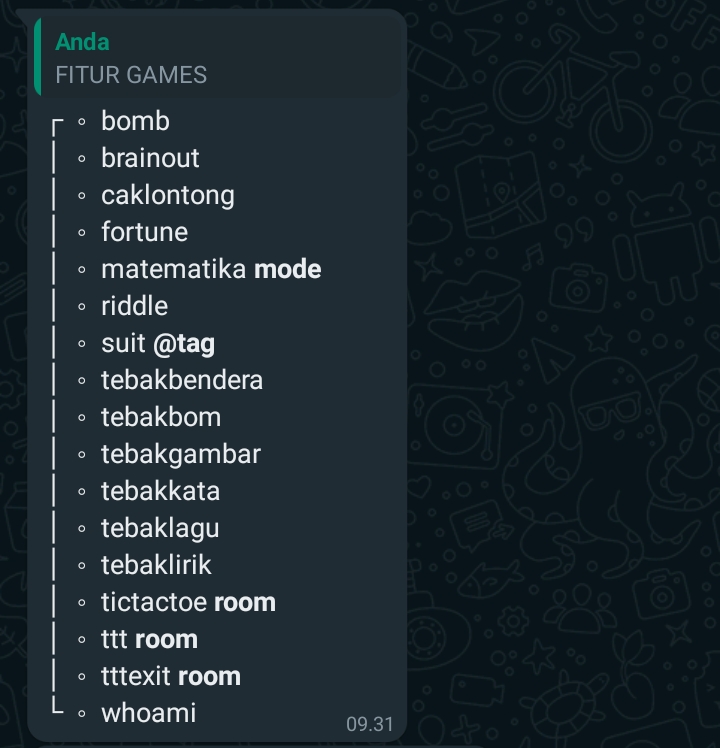 Anda
FITUR GAMES
┌ ◦ bomb
│ ◦ brainout
│ ◦ caklontong
│ ◦ fortune
│ ◦ matematika mode
│ ◦ riddle
│ ◦ suit @tag
│ ◦ tebakbendera
│ ◦ tebakbom
│ ◦ tebakgambar
│ ◦ tebakkata
│ ◦ tebaklagu
│ ◦ tebaklirik
│ ◦ tictactoe room
│ ◦ ttt room
│ ◦ tttexit room
└ ◦ whoami
09.31